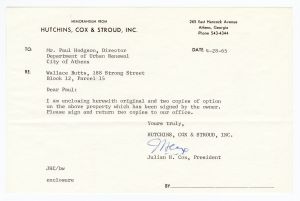 MEMORANDUM FROM
HUTCHINS, COX & STROUD, INC.
263 East Hancock Avenue
Athens, Georgia
Phone 543-4344
TO: Mr. Paul Hodgson, Director
Department of Urban Renewal
City of Athens
DATE 4-28-65
RE: Wallace Butts, 188 Strong Street
Block 12, Parcel 15
Dear Paul:
I am enclosing herewith original and two copies of option
on the above property which has been signed by the owner.
Please sign and return two copies to our office.
Yours truly,
HUTCHINS, COX & STROUD, INC.
Julian H. Cox, President
JHC/bw
enclosure
BY